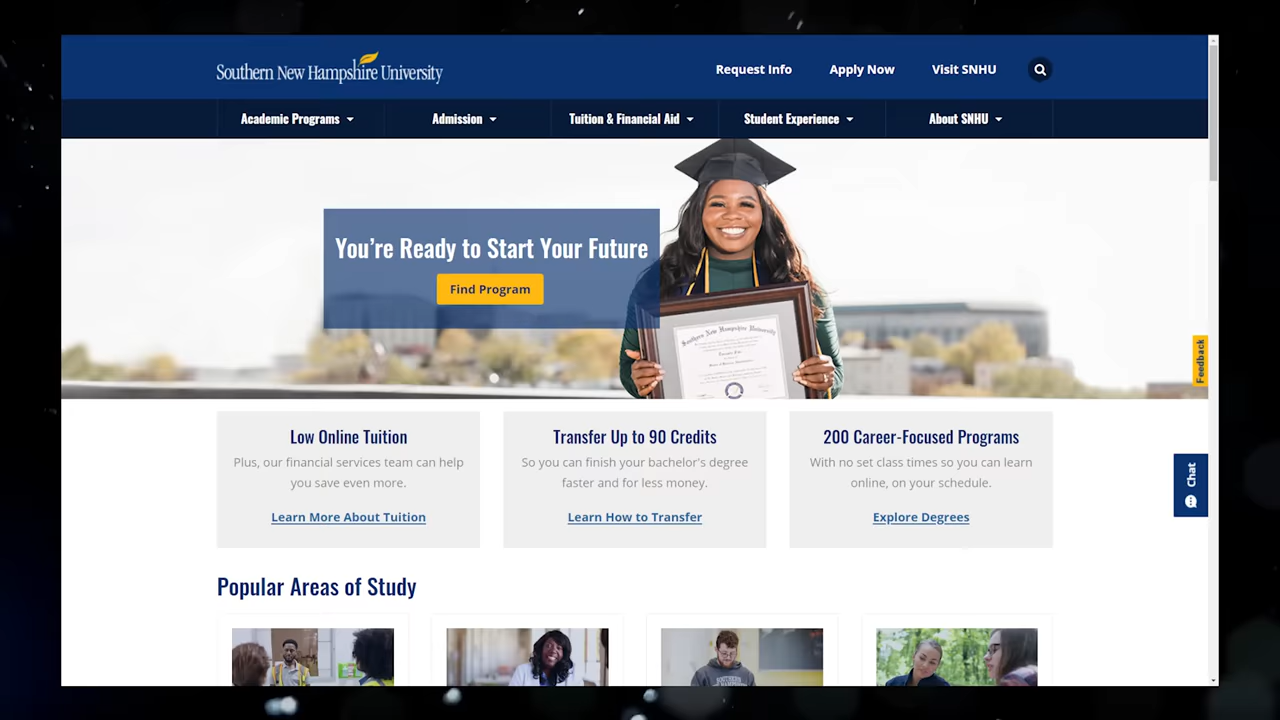 Southern New Hampshire University
Request Info
Apply Now
Visit SNHU
Academic Programs
Admission
Tuition & Financial Aid
Student Experience
About SNHU
You're Ready to Start Your Future
Find Program
Southern New Hampshire University
Feedback
Chat
Low Online Tuition
Plus, our financial services team can help
you save even more.
Learn More About Tuition
Transfer Up to 90 Credits
So you can finish your bachelor's degree
faster and for less money.
Learn How to Transfer
200 Career-Focused Programs
With no set class times so you can learn
online, on your schedule.
Explore Degrees
Popular Areas of Study